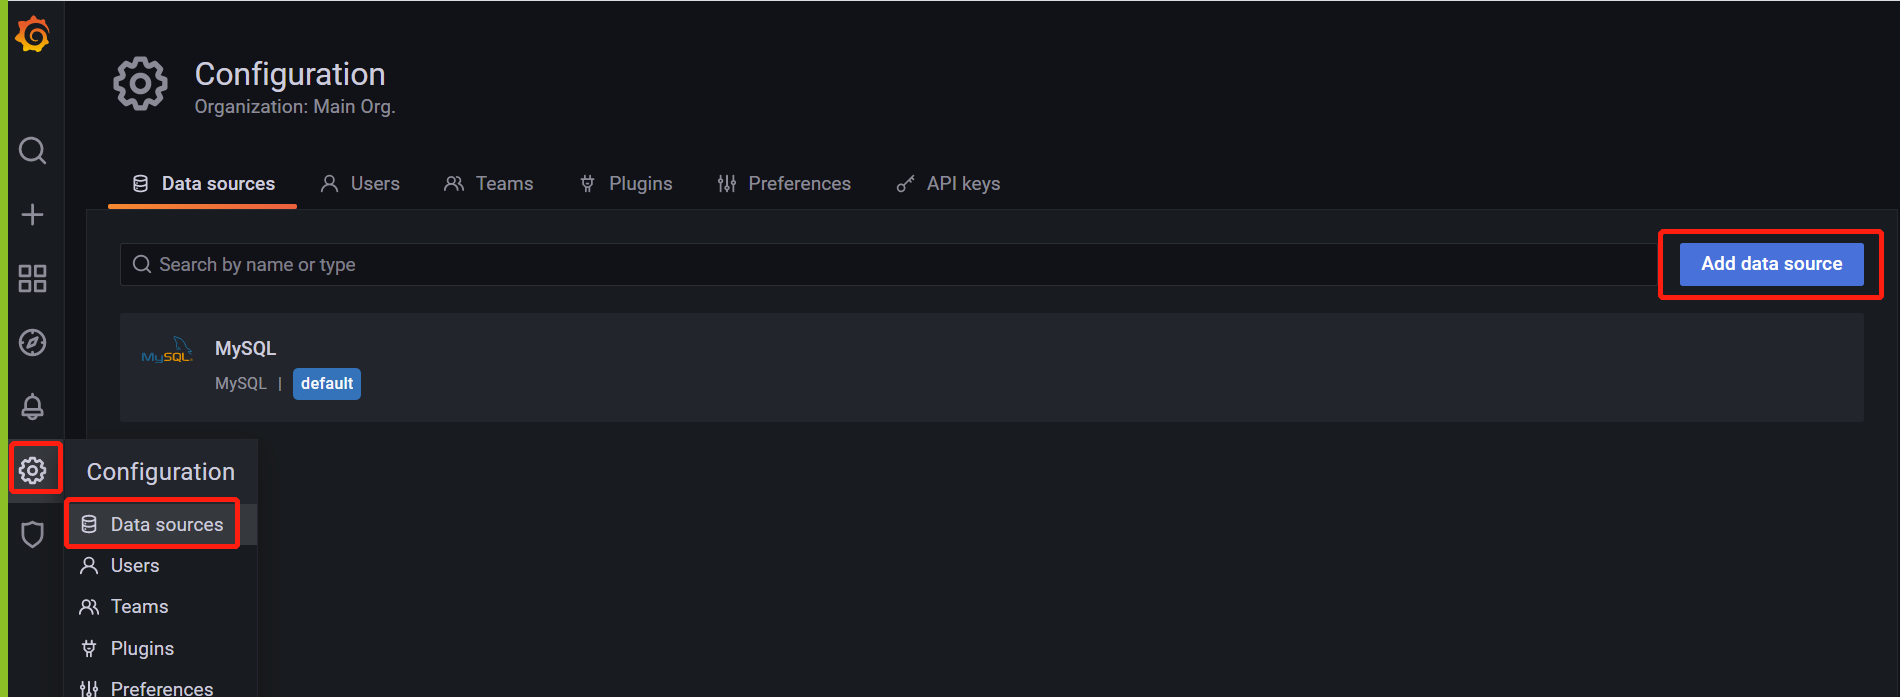 Configuration
Organization: Main Org.
Data sources Users Teams Plugins Preferences API keys
Search by name or type
Add data source
MySQL
MySQL
MySQL | default
Configuration
Data sources
Users
Teams
Plugins
Preferences